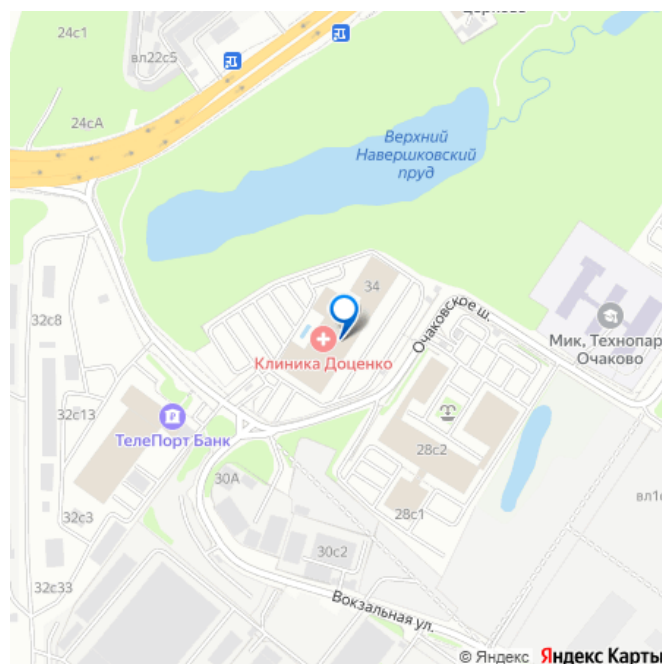 24с1
вл22с5
24сА
Верхний
Навершковский
пруд
34
Очаковское ш.
32с8
Клиника Доценко
Мик, Технопар
Очаково
32с13
ТелеПорт Банк
28с2
30А
28с1
32с3
30с2
32с33
Вокзальная ул.
© Яндекс Яндекс Карты